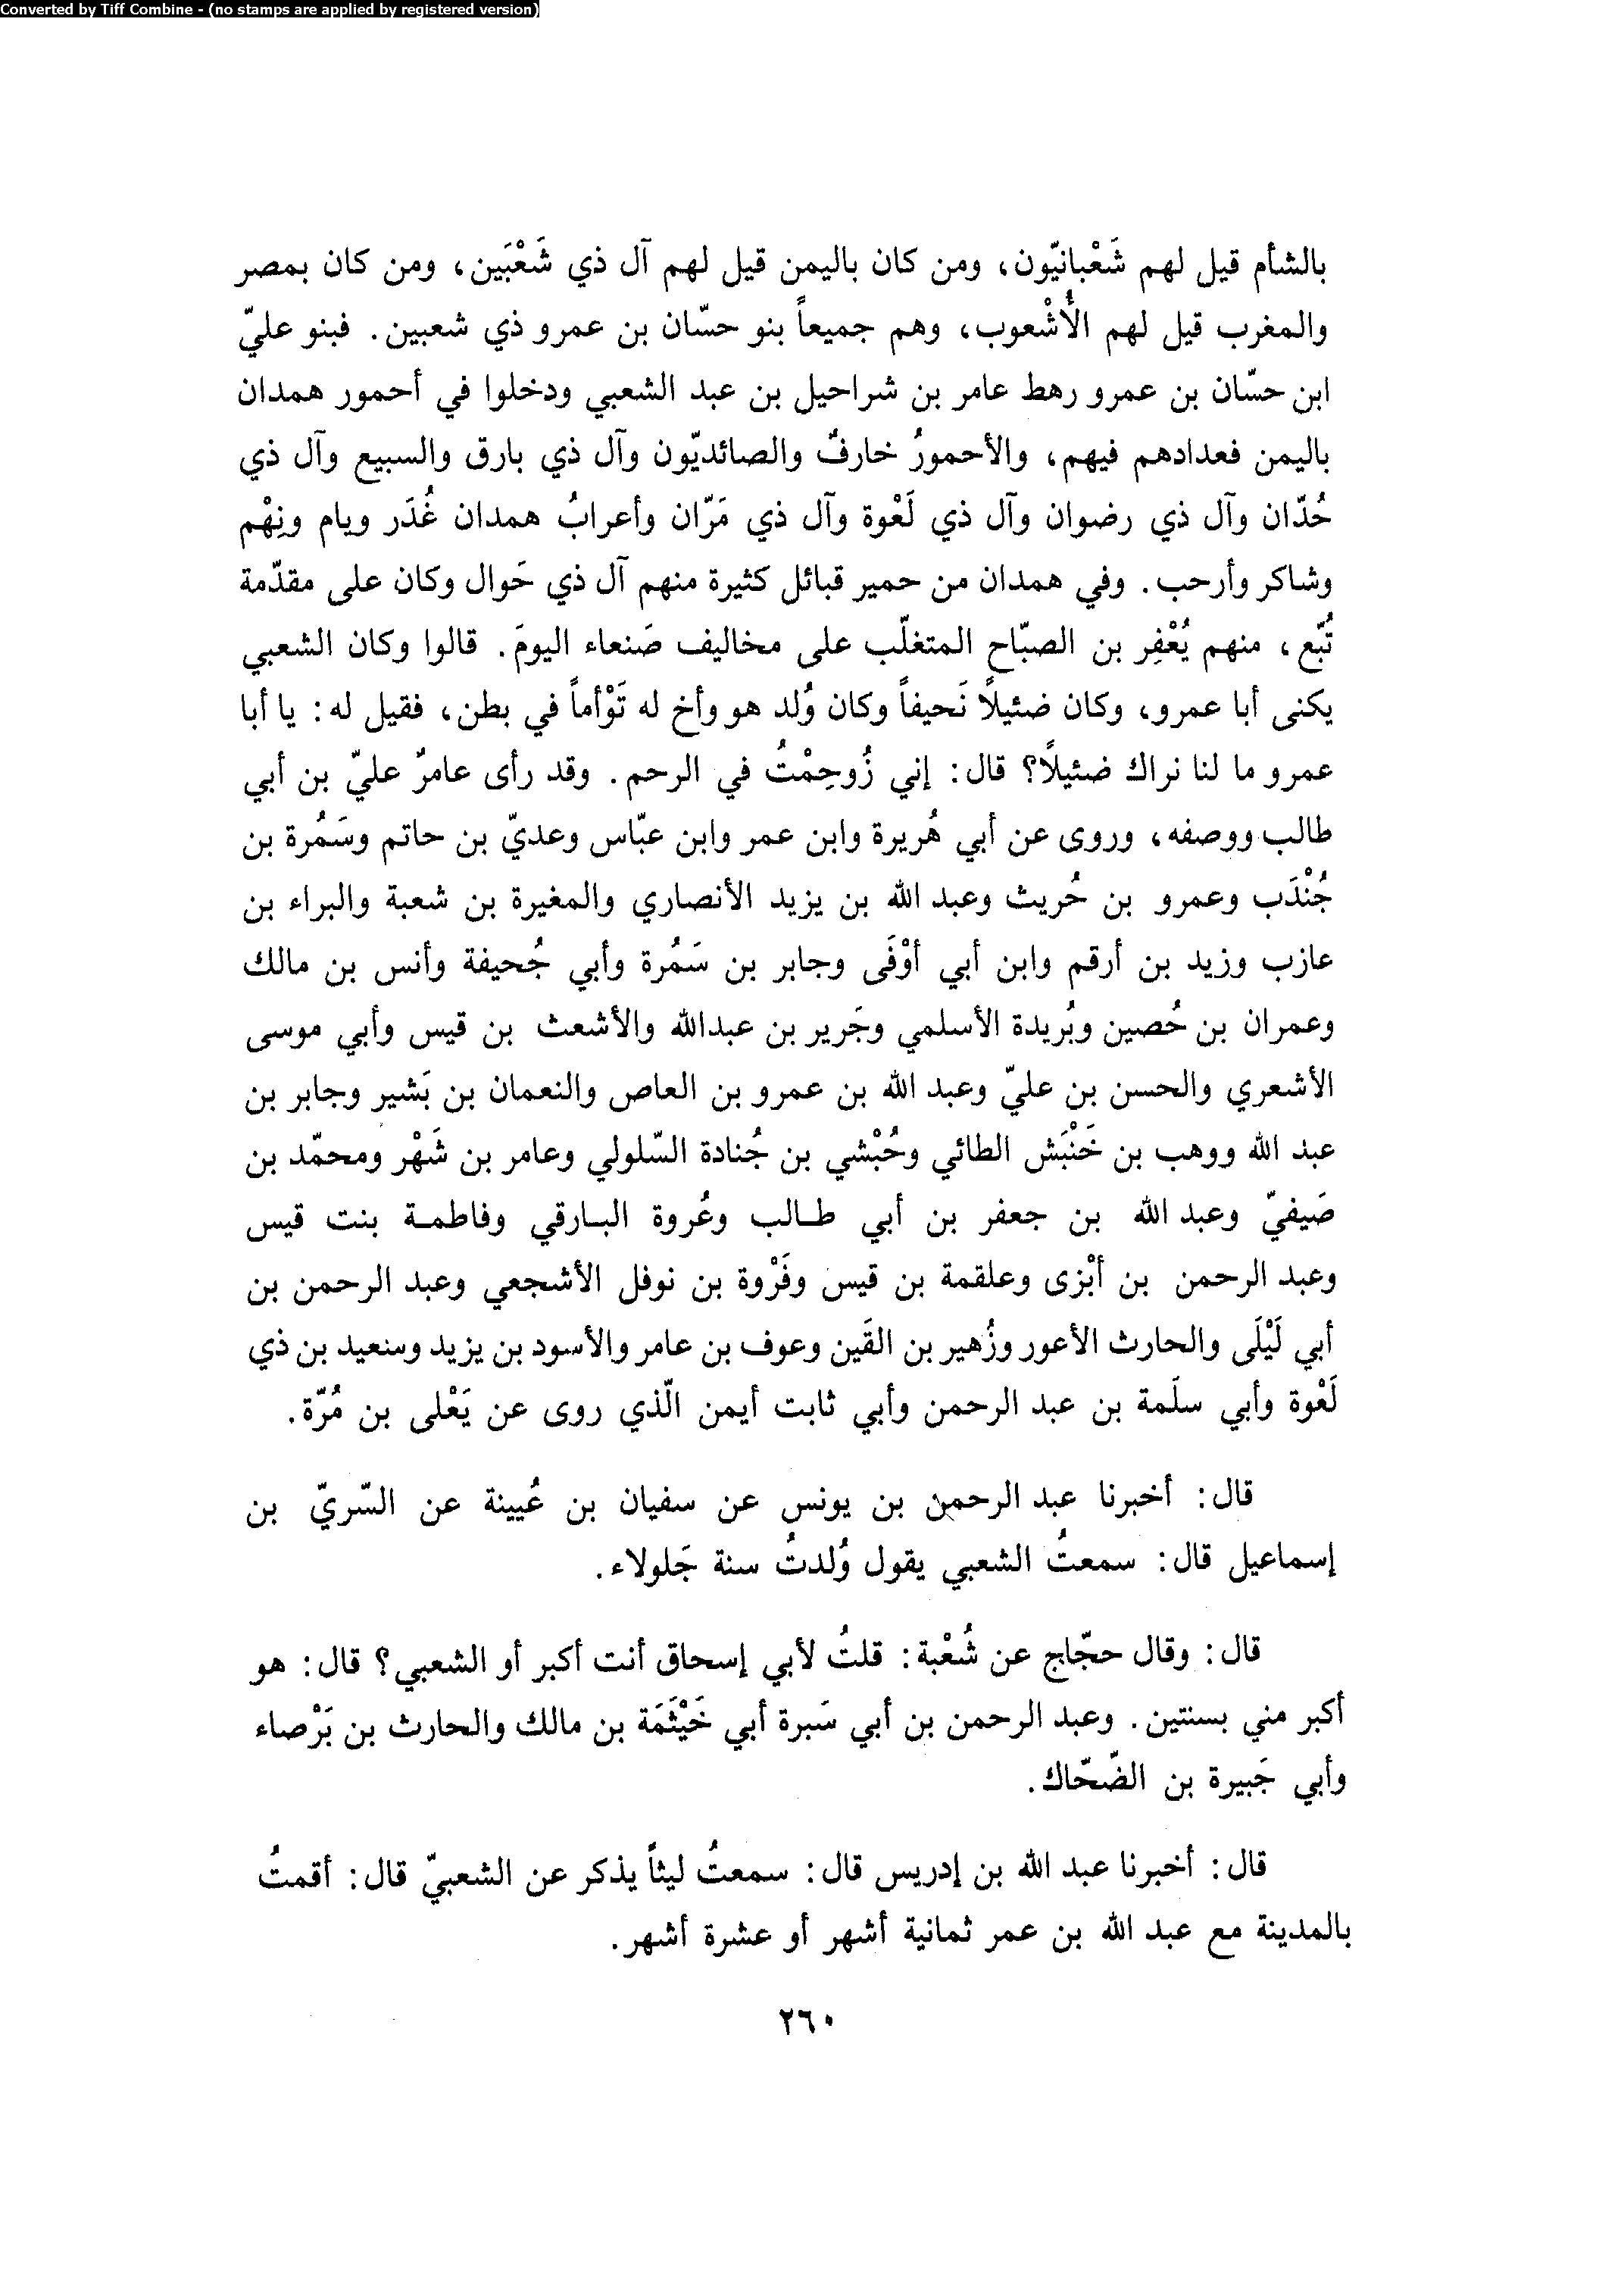 Converted by Tiff Combine - (no stamps are applied by registered version)
بالشأم قيل لهم شَعْبانيّون، ومن كان باليمن قيل لهم آل ذي شَعْبَين، ومن كان بمصر
والمغرب قيل لهم الأُشْعوب، وهم جميعاً بنو حسّان بن عمرو ذي شعبين. فبنو عليّ
ابن حسّان بن عمرو رهط عامر بن شراحيل بن عبد الشعبي ودخلوا في أحمور همدان
باليمن فعدادهم فيهم، والأحمورُ خارفٌ والصائديّون وآل ذي بارق والسبيع وآل ذي
حُدّان وآل ذي رضوان وآل ذي لَعْوة وآل ذي مَرّان وأعرابُ همدان غُدَر ويام ونِهْم
وشاكر وأرحب. وفي همدان من حمير قبائل كثيرة منهم آل ذي حَوال وكان على مقدّمة
تُبّع، منهم يُعْفِر بن الصبّاح المتغلّب على مخاليف صَنعاء اليومَ. قالوا وكان الشعبي
يكنى أبا عمرو، وكان ضئيلاً نَحيفاً وكان وُلد هو وأخ له تَوْأماً في بطن، فقيل له: يا أبا
عمرو ما لنا نراك ضئيلاً؟ قال: إني زُوحِمْتُ في الرحم. وقد رأى عامرٌ عليّ بن أبي
طالب ووصفه، وروى عن أبي هُريرة وابن عمر وابن عبّاس وعديّ بن حاتم وسَمُرة بن
جُنْدَب وعمرو بن حُريث وعبد الله بن يزيد الأنصاري والمغيرة بن شعبة والبراء بن
عازب وزيد بن أرقم وابن أبي أوْفَى وجابر بن سَمُرة وأبي جُحيفة وأنس بن مالك
وعمران بن حُصين وبُريدة الأسلمي وجَرير بن عبدالله والأشعث بن قيس وأبي موسى
الأشعري والحسن بن عليّ وعبد الله بن عمرو بن العاص والنعمان بن بَشير وجابر بن
عبد الله ووهب بن خَنْبَش الطائي وحُبْشي بن جُنادة السّلولي وعامر بن شَهْر ومحمّد بن
صَيفيّ وعبد الله بن جعفر بن أبي طالب وعُروة البارقي وفاطمة بنت قيس
وعبد الرحمن بن أبْزى وعلقمة بن قيس وفَرْوة بن نوفل الأشجعي وعبد الرحمن بن
أبي لَيْلَى والحارث الأعور وزُهير بن القَين وعوف بن عامر والأسود بن يزيد وسعيد بن ذي
لَعْوة وأبي سلَمة بن عبد الرحمن وأبي ثابت أيمن الّذي روى عن يَعْلى بن مُرّة.
قال: أخبرنا عبد الرحمن بن يونس عن سفيان بن عُيينة عن السّريّ بن
إسماعيل قال: سمعتُ الشعبي يقول وُلدتُ سنة جَلولاء.
قال: وقال حجّاج عن شُعْبة: قلتُ لأبي إسحاق أنت أكبر أو الشعبي؟ قال: هو
أكبر مني بسنتين. وعبد الرحمن بن أبي سَبرة أبي خَيْثَمَة بن مالك والحارث بن بَرْصاء
وأبي جَبيرة بن الضّحّاك.
قال: أخبرنا عبد الله بن إدريس قال: سمعتُ ليثاً يذكر عن الشعبيّ قال: أقمتُ
بالمدينة مع عبد الله بن عمر ثمانية أشهر أو عشرة أشهر.
٢٦٠